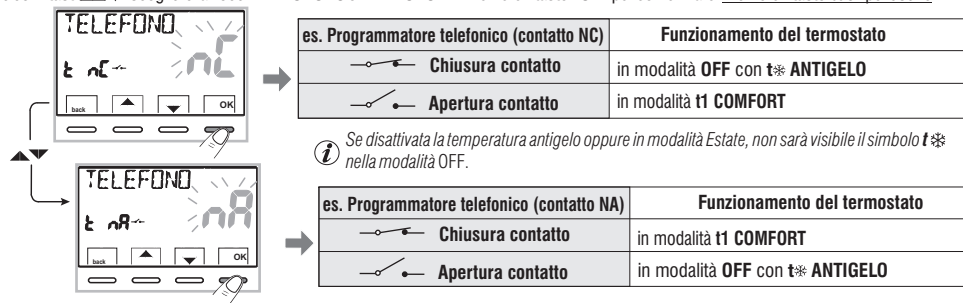 TELEFONO
t nC
nC
back
OK
es. Programmatore telefonico (contatto NC)
Funzionamento del termostato
Chiusura contatto
in modalità OFF con t❄ ANTIGELO
Apertura contatto
in modalità t1 COMFORT
Se disattivata la temperatura antigelo oppure in modalità Estate, non sarà visibile il simbolo t❄
nella modalità OFF.
TELEFONO
t nA
nA
back
OK
es. Programmatore telefonico (contatto NA)
Funzionamento del termostato
Chiusura contatto
in modalità t1 COMFORT
Apertura contatto
in modalità OFF con t❄ ANTIGELO